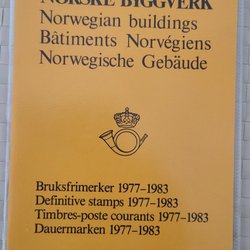 NORSKE BYGGVERK
Norwegian buildings
Bâtiments Norvégiens
Norwegische Gebäude
Bruksfrimerker 1977-1983
Definitive stamps 1977-1983
Timbres-poste courants 1977-1983
Dauermarken 1977-1983